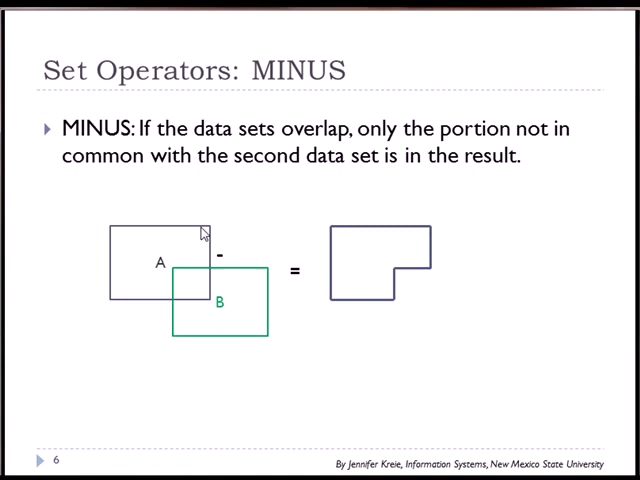 Set Operators: MINUS
MINUS: If the data sets overlap, only the portion not in
common with the second data set is in the result.
A
-
=
B
6
By Jennifer Kreie, Information Systems, New Mexico State University